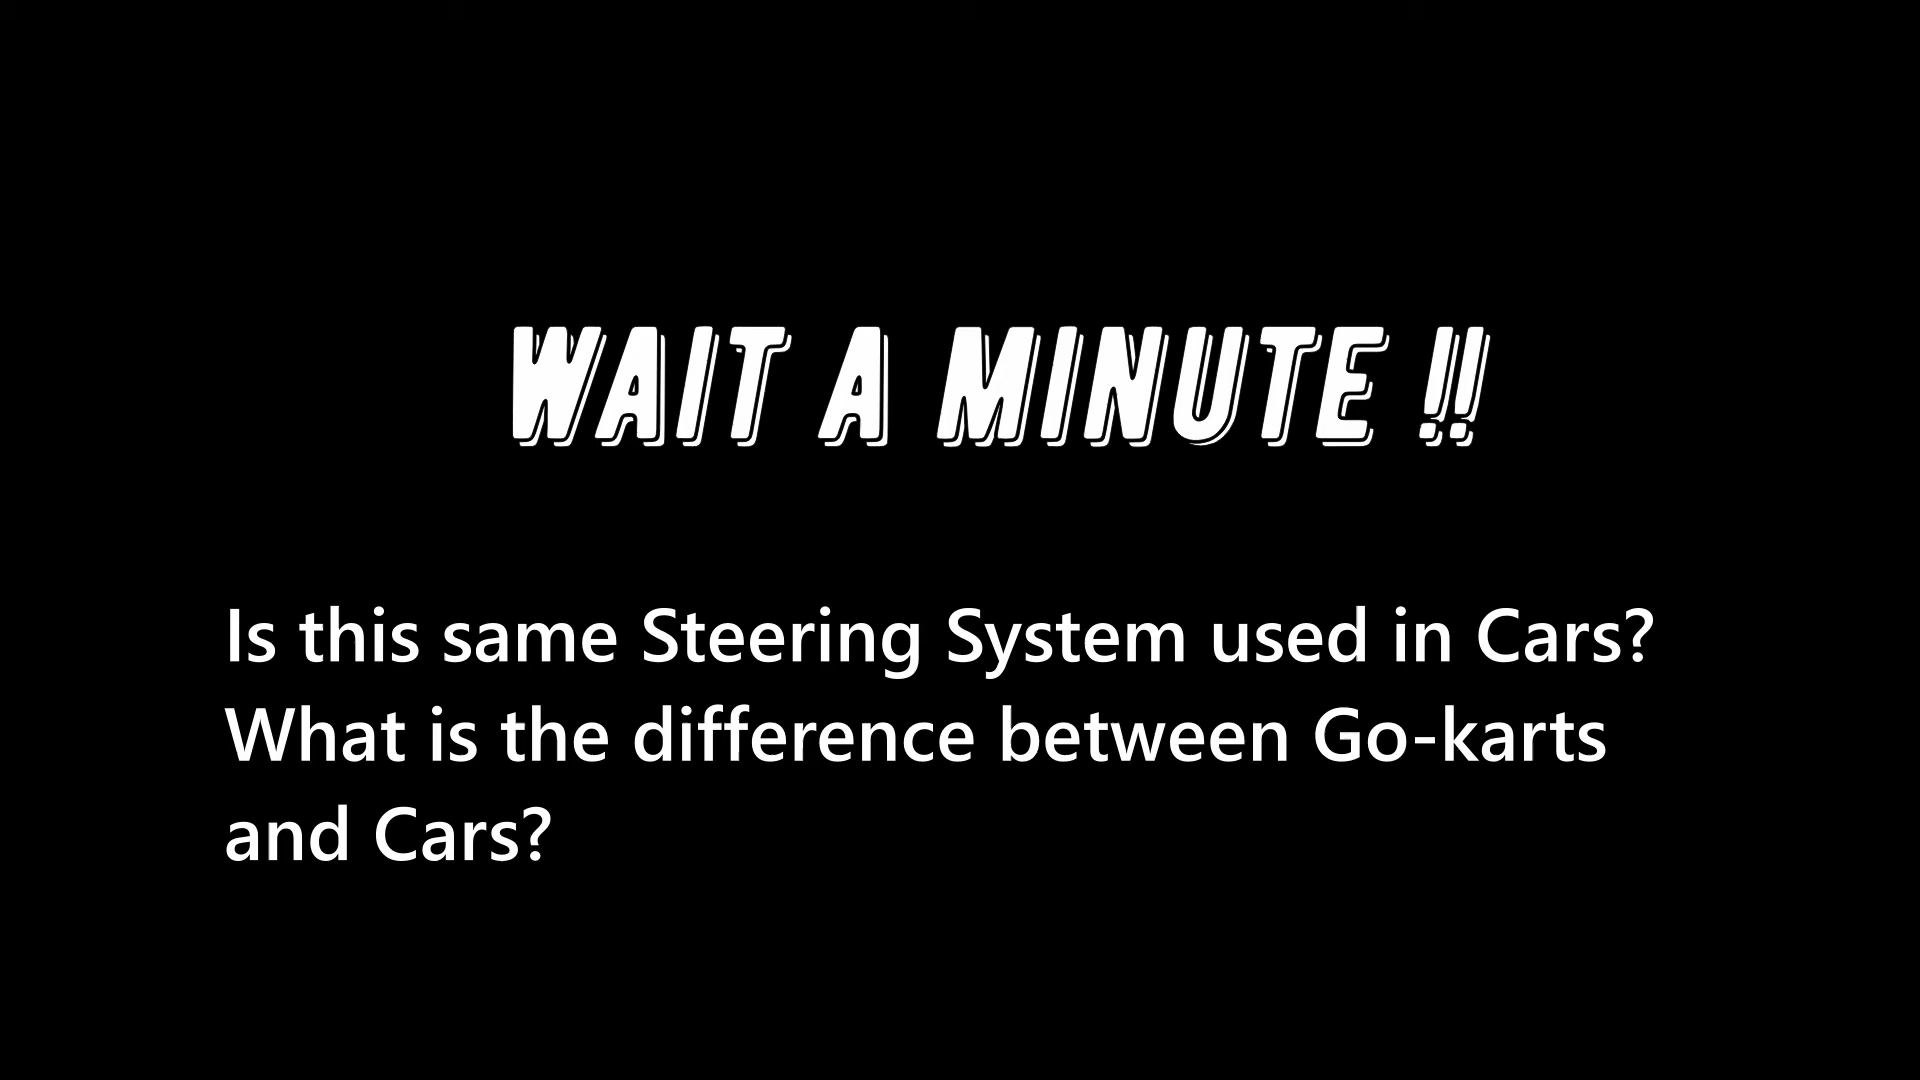 WAIT A MINUTE !!
Is this same Steering System used in Cars?
What is the difference between Go-karts
and Cars?